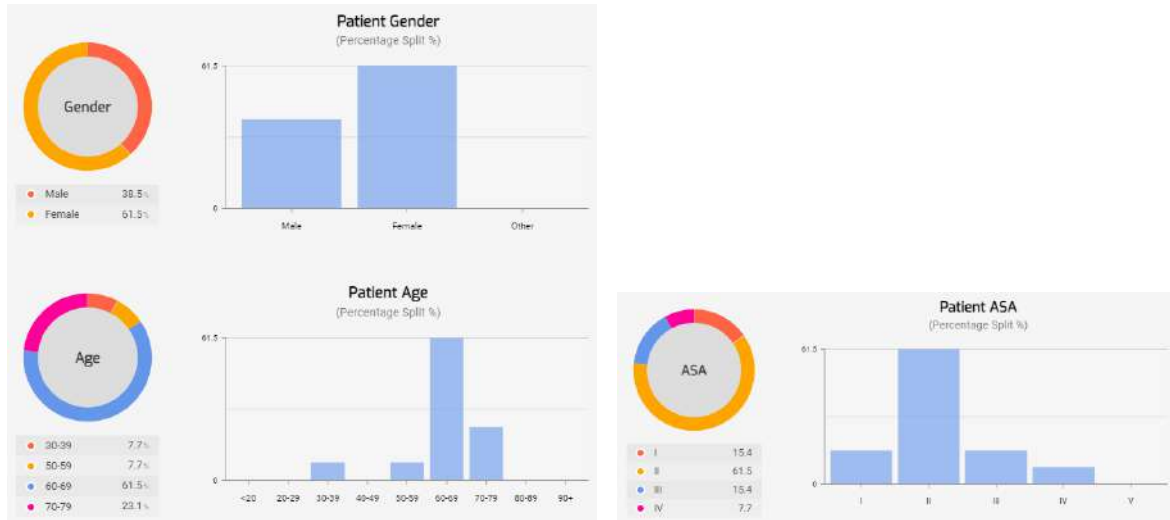 Patient Gender
(Percentage Split %)
Gender
61.5
0
Male Female Other
Male 38.5%
Female 61.5%
Patient Age
(Percentage Split %)
Age
61.5
0
<20 20-29 30-39 40-49 50-59 60-69 70-79 80-89 90+
30-39 7.7%
50-59 7.7%
60-69 61.5%
70-79 23.1%
Patient ASA
(Percentage Split %)
ASA
61.5
0
I II III IV V
I 15.4
II 61.5
III 15.4
IV 7.7